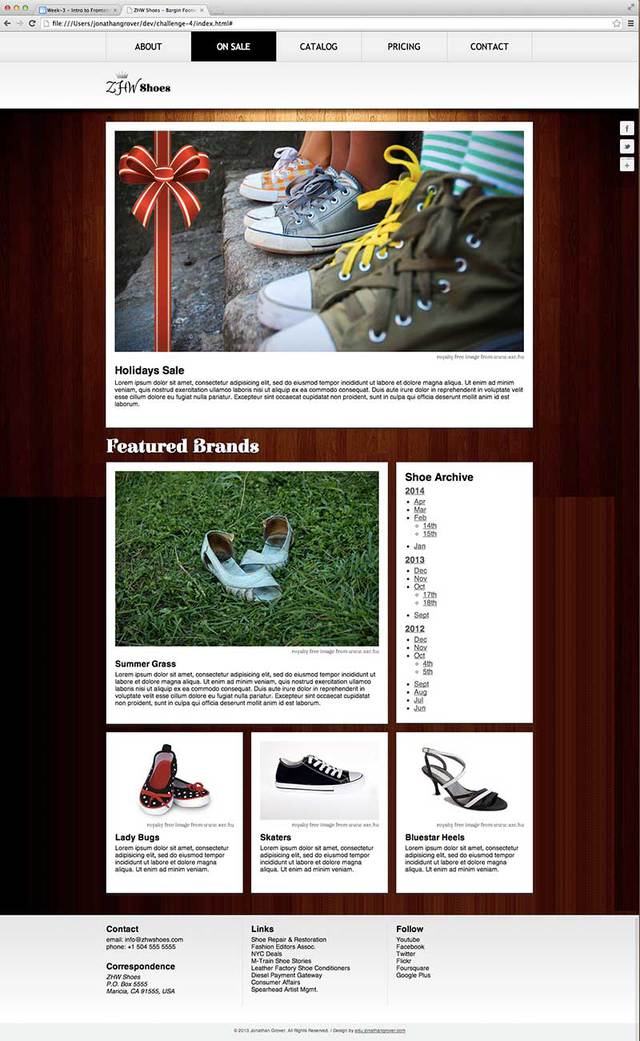 Week-3 - Intro to Fronten
ZHW Shoes - Bargin Foot
file:///Users/jonathangrover/dev/challenge-4/index.html#
ABOUT
ON SALE
CATALOG
PRICING
CONTACT
ZHW Shoes
royalty free image from www.sxc.hu
Holidays Sale
Lorem ipsum dolor sit amet, consectetur adipisicing elit, sed do eiusmod tempor incididunt ut labore et dolore magna aliqua. Ut enim ad minim
veniam, quis nostrud exercitation ullamco laboris nisi ut aliquip ex ea commodo consequat. Duis aute irure dolor in reprehenderit in voluptate velit
esse cillum dolore eu fugiat nulla pariatur. Excepteur sint occaecat cupidatat non proident, sunt in culpa qui officia deserunt mollit anim id est
laborum.
Featured Brands
royalty free image from www.sxc.hu
Summer Grass
Lorem ipsum dolor sit amet, consectetur adipisicing elit, sed do eiusmod
tempor incididunt ut labore et dolore magna aliqua. Ut enim ad minim
veniam, quis nostrud exercitation ullamco laboris nisi ut aliquip ex ea
commodo consequat. Duis aute irure dolor in reprehenderit in
voluptate velit esse cillum dolore eu fugiat nulla pariatur. Excepteur
sint occaecat cupidatat non proident.
Shoe Archive
2014
Apr
Mar
Feb
14th
15th
Jan
2013
Dec
Nov
Oct
17th
18th
Sept
2012
Dec
Nov
Oct
4th
5th
Sept
Aug
Jul
Jun
royalty free image from www.sxc.hu
Lady Bugs
Lorem ipsum dolor sit amet, consectetur
adipisicing elit, sed do eiusmod tempor
incididunt ut labore et dolore magna
aliqua. Ut enim ad minim veniam.
royalty free image from www.sxc.hu
Skaters
Lorem ipsum dolor sit amet, consectetur
adipisicing elit, sed do eiusmod tempor
incididunt ut labore et dolore magna
aliqua. Ut enim ad minim veniam.
royalty free image from www.sxc.hu
Bluestar Heels
Lorem ipsum dolor sit amet, consectetur
adipisicing elit, sed do eiusmod tempor
incididunt ut labore et dolore magna
aliqua. Ut enim ad minim veniam.
Contact
email: info@zhwshoes.com
phone: +1 504 555 5555
Correspondence
ZHW Shoes
P.O. Box 5555
Maricia, CA 91555, USA
Links
Shoe Repair & Restoration
Fashion Editors Assoc.
NYC Deals
M-Train Shoe Stories
Leather Factory Shoe Conditioners
Diesel Payment Gateway
Consumer Affairs
Spearhead Artist Mgmt.
Follow
Youtube
Facebook
Twitter
Flickr
Foursquare
Google Plus
© 2013 Jonathan Grover. All Rights Reserved. / Design by edu.jonathangrover.com